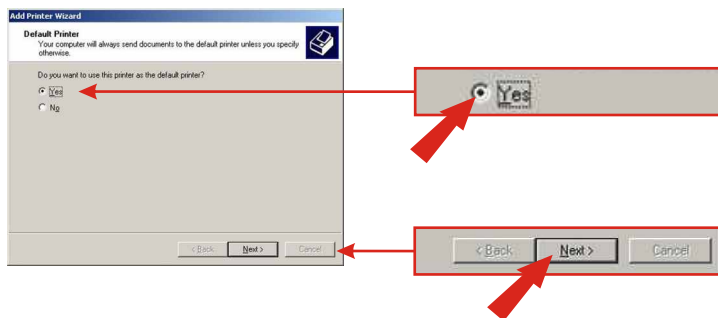 Add Printer Wizard
Default Printer
Your computer will always send documents to the default printer unless you specify
otherwise.
Do you want to use this printer as the default printer?
Yes
No
< Back Next > Cancel
Yes
< Back Next > Cancel